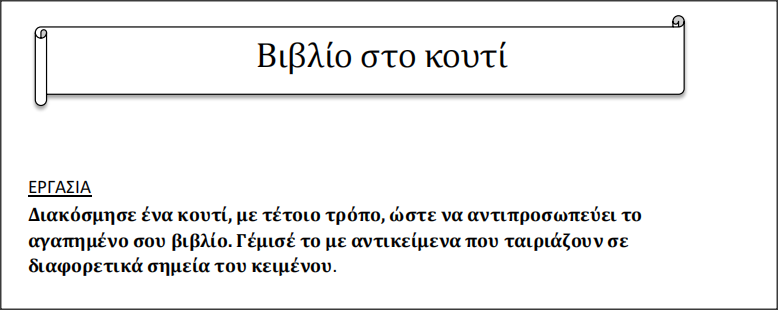 Βιβλίο στο κουτί
ΕΡΓΑΣΙΑ
Διακόσμησε ένα κουτί, με τέτοιο τρόπο, ώστε να αντιπροσωπεύει το
αγαπημένο σου βιβλίο. Γέμισέ το με αντικείμενα που ταιριάζουν σε
διαφορετικά σημεία του κειμένου.